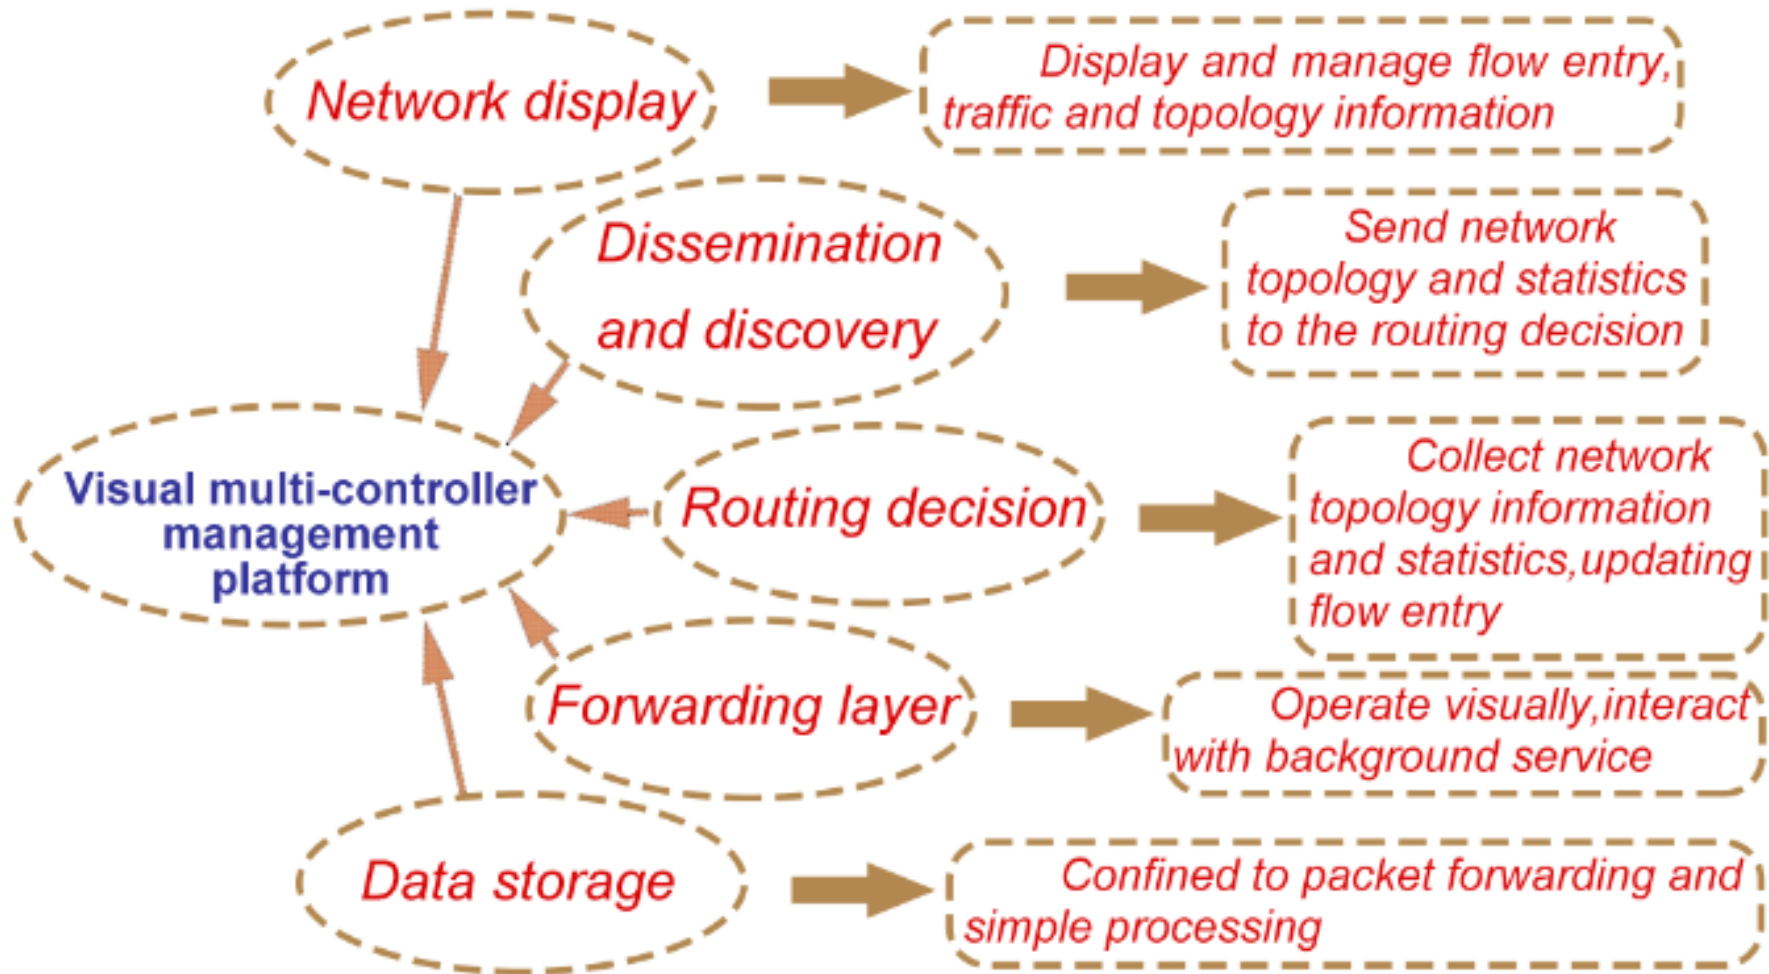 Network display
Display and manage flow entry,
traffic and topology information
Dissemination
and discovery
Send network
topology and statistics
to the routing decision
Visual multi-controller
management
platform
Routing decision
Collect network
topology information
and statistics,updating
flow entry
Forwarding layer
Operate visually,interact
with background service
Data storage
Confined to packet forwarding and
simple processing